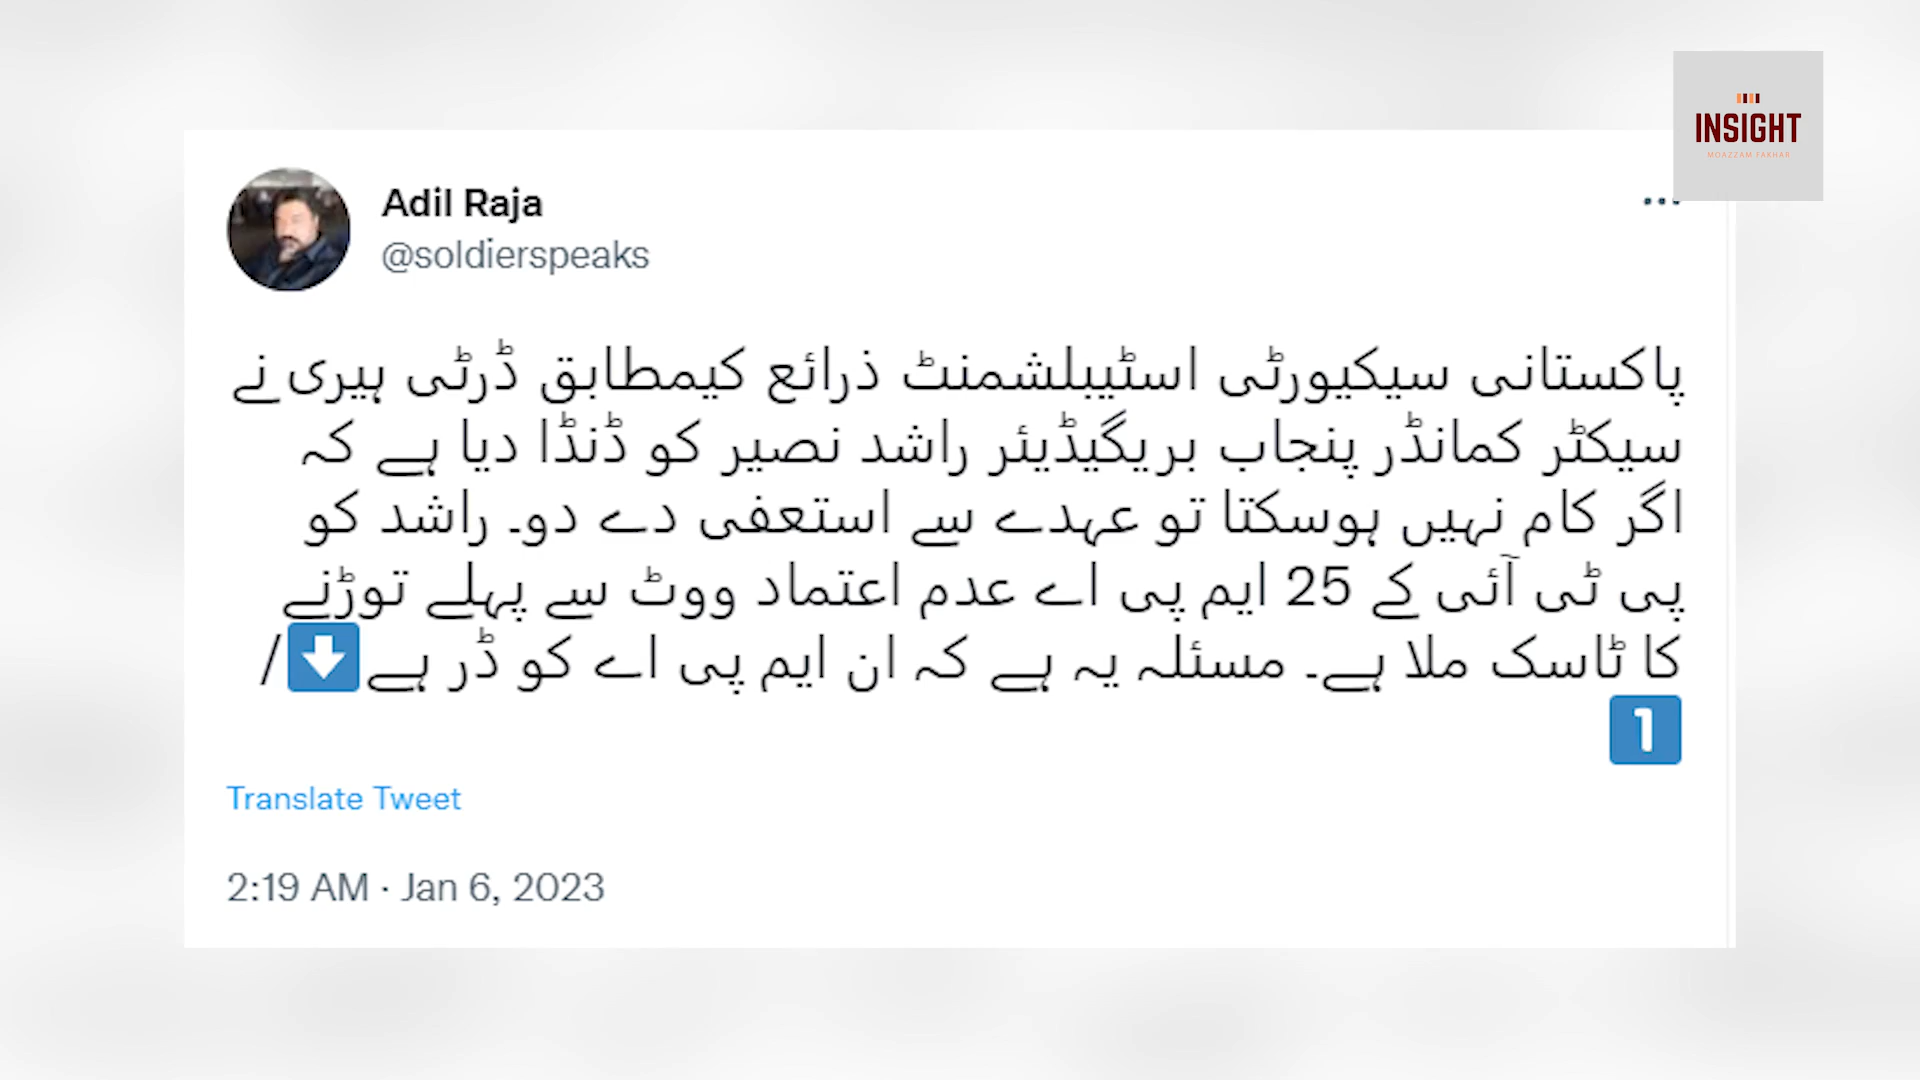 INSIGHT
MOAZZAM FAKHAR
Adil Raja
@soldierspeaks
پاکستانی سیکیورٹی اسٹیبلشمنٹ ذرائع کیمطابق ڈرٹی ہیری نے
سیکٹر کمانڈر پنجاب بریگیڈیئر راشد نصیر کو ڈنڈا دیا ہے کہ
اگر کام نہیں ہوسکتا تو عہدے سے استعفی دے دو۔ راشد کو
پی ٹی آئی کے 25 ایم پی اے عدم اعتماد ووٹ سے پہلے توڑنے
کا ٹاسک ملا ہے۔ مسئلہ یہ ہے کہ ان ایم پی اے کو ڈر ہے⬇️/
1️⃣
Translate Tweet
2:19 AM · Jan 6, 2023